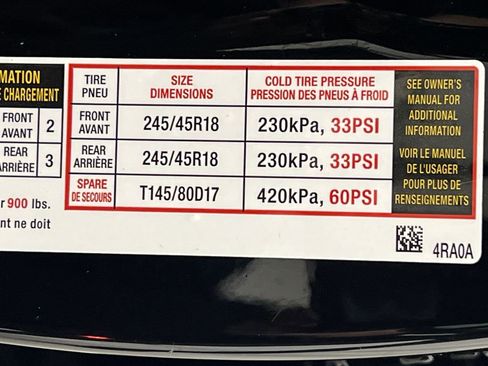 MATION
E CHARGEMENT
FRONT
AVANT 2
REAR
ARRIÈRE 3
r 900 lbs.
nt ne doit
TIRE
PNEU
SIZE
DIMENSIONS
COLD TIRE PRESSURE
PRESSION DES PNEUS À FROID
FRONT
AVANT
245/45R18
230kPa, 33PSI
REAR
ARRIÈRE
245/45R18
230kPa, 33PSI
SPARE
DE SECOURS
T145/80D17
420kPa, 60PSI
SEE OWNER'S
MANUAL FOR
ADDITIONAL
INFORMATION
VOIR LE MANUEL
DE L'USAGER
POUR PLUS DE
RENSEIGNEMENTS
4RA0A